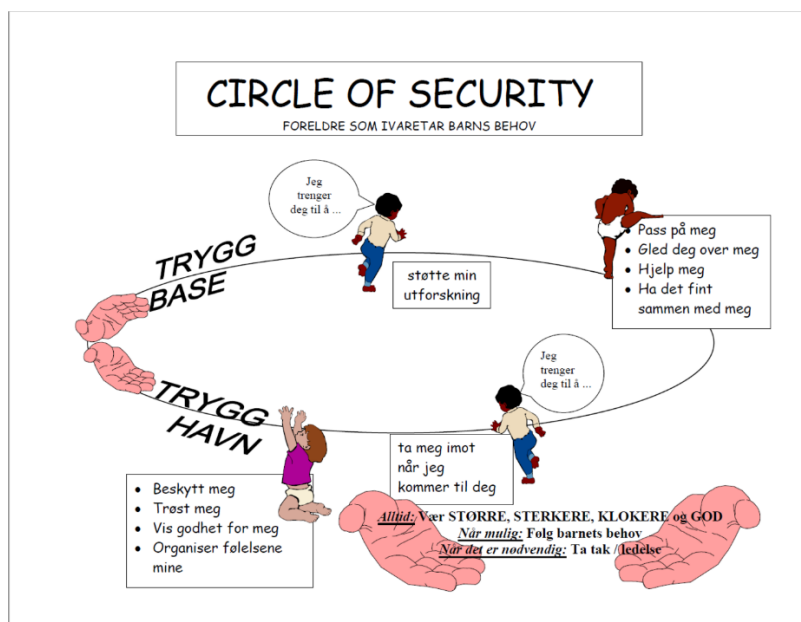 CIRCLE OF SECURITY
FORELDRE SOM IVARETAR BARNS BEHOV
Jeg
trenger
deg til å ...
TRYGG
BASE
støtte min
utforskning
• Pass på meg
• Gled deg over meg
• Hjelp meg
• Ha det fint
sammen med meg
Jeg
trenger
deg til å ...
TRYGG
HAVN
ta meg imot
når jeg
kommer til deg
• Beskytt meg
• Trøst meg
• Vis godhet for meg
• Organiser følelsene
mine
Alltid: Vær STØRRE, STERKERE, KLOKERE og GOD
Når mulig: Følg barnets behov
Når det er nødvendig: Ta tak / ledelse